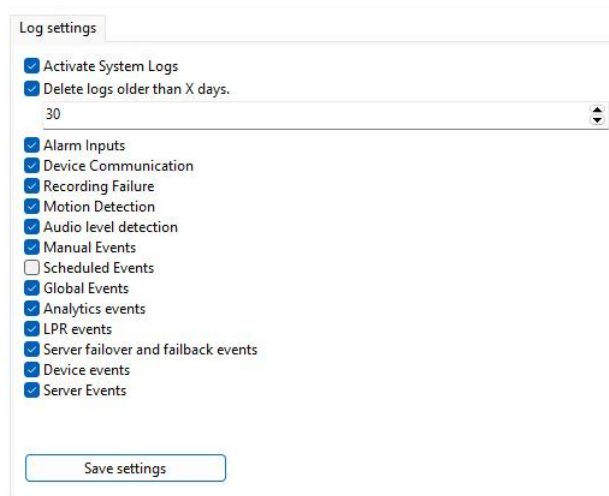 Log settings
Activate System Logs
Delete logs older than X days.
30
Alarm Inputs
Device Communication
Recording Failure
Motion Detection
Audio level detection
Manual Events
Scheduled Events
Global Events
Analytics events
LPR events
Server failover and failback events
Device events
Server Events
Save settings